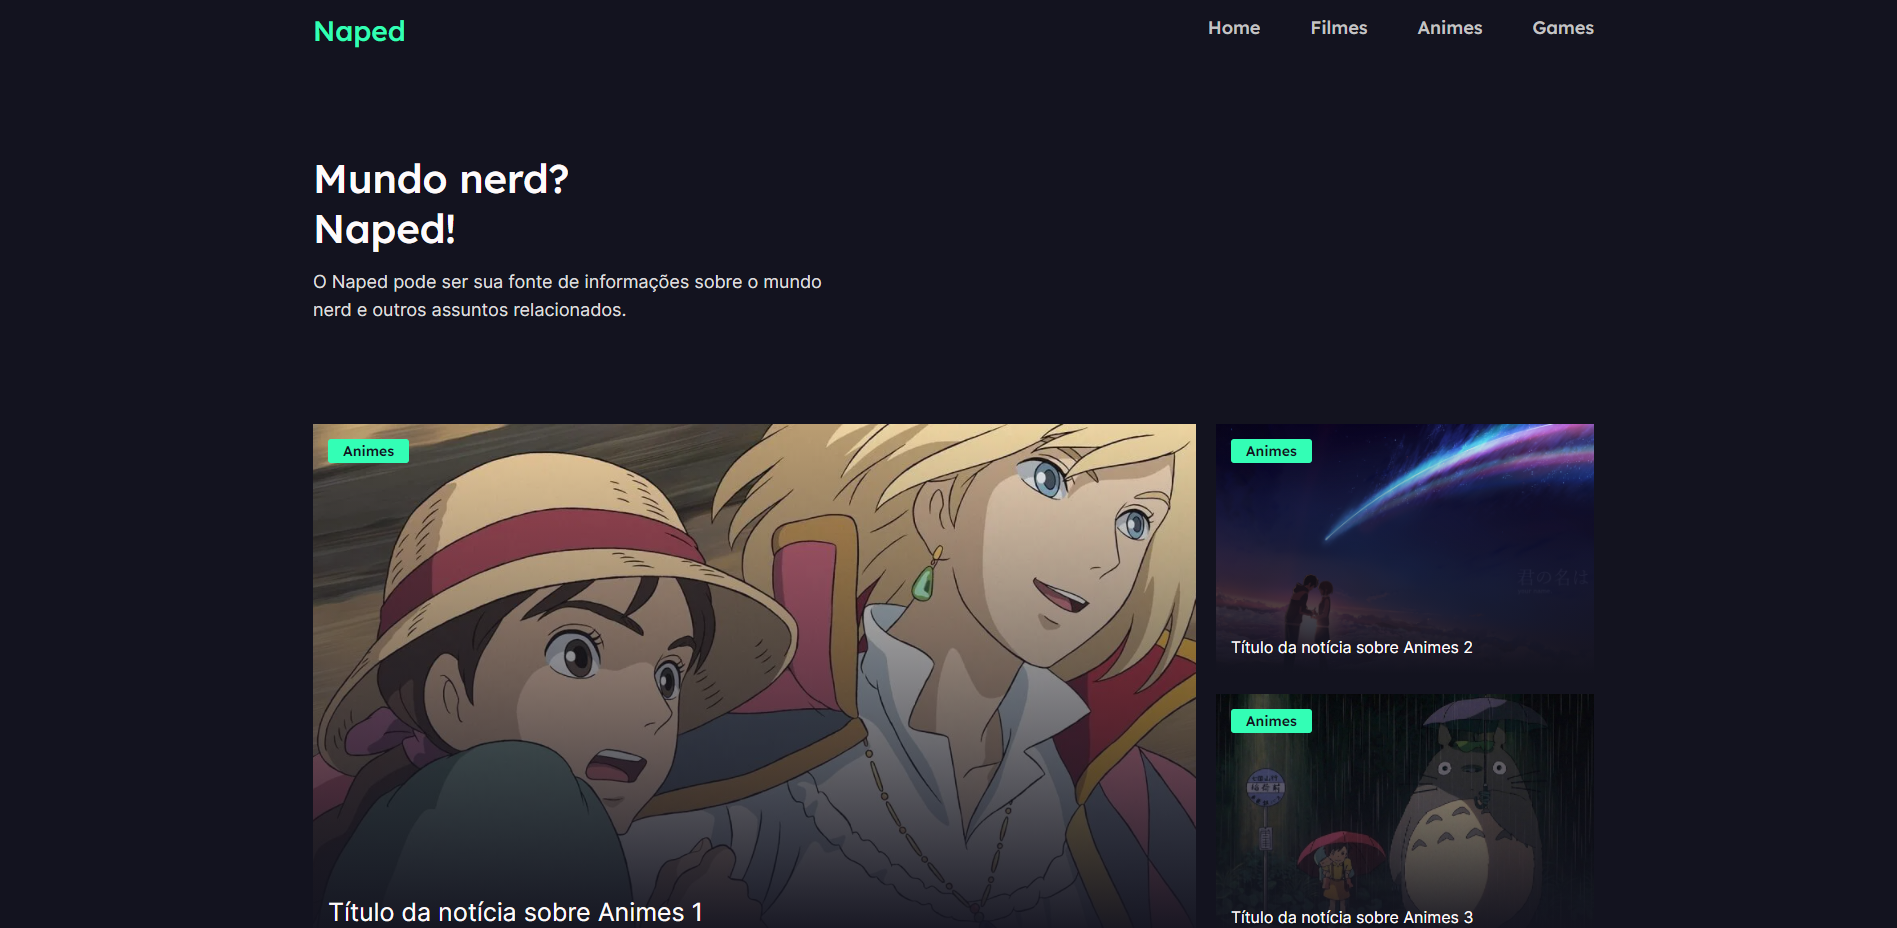 Naped
Home
Filmes
Animes
Games
Mundo nerd?
Naped!
O Naped pode ser sua fonte de informações sobre o mundo
nerd e outros assuntos relacionados.
Animes
Título da notícia sobre Animes 1
Animes
君の名は
Título da notícia sobre Animes 2
Animes
Título da notícia sobre Animes 3